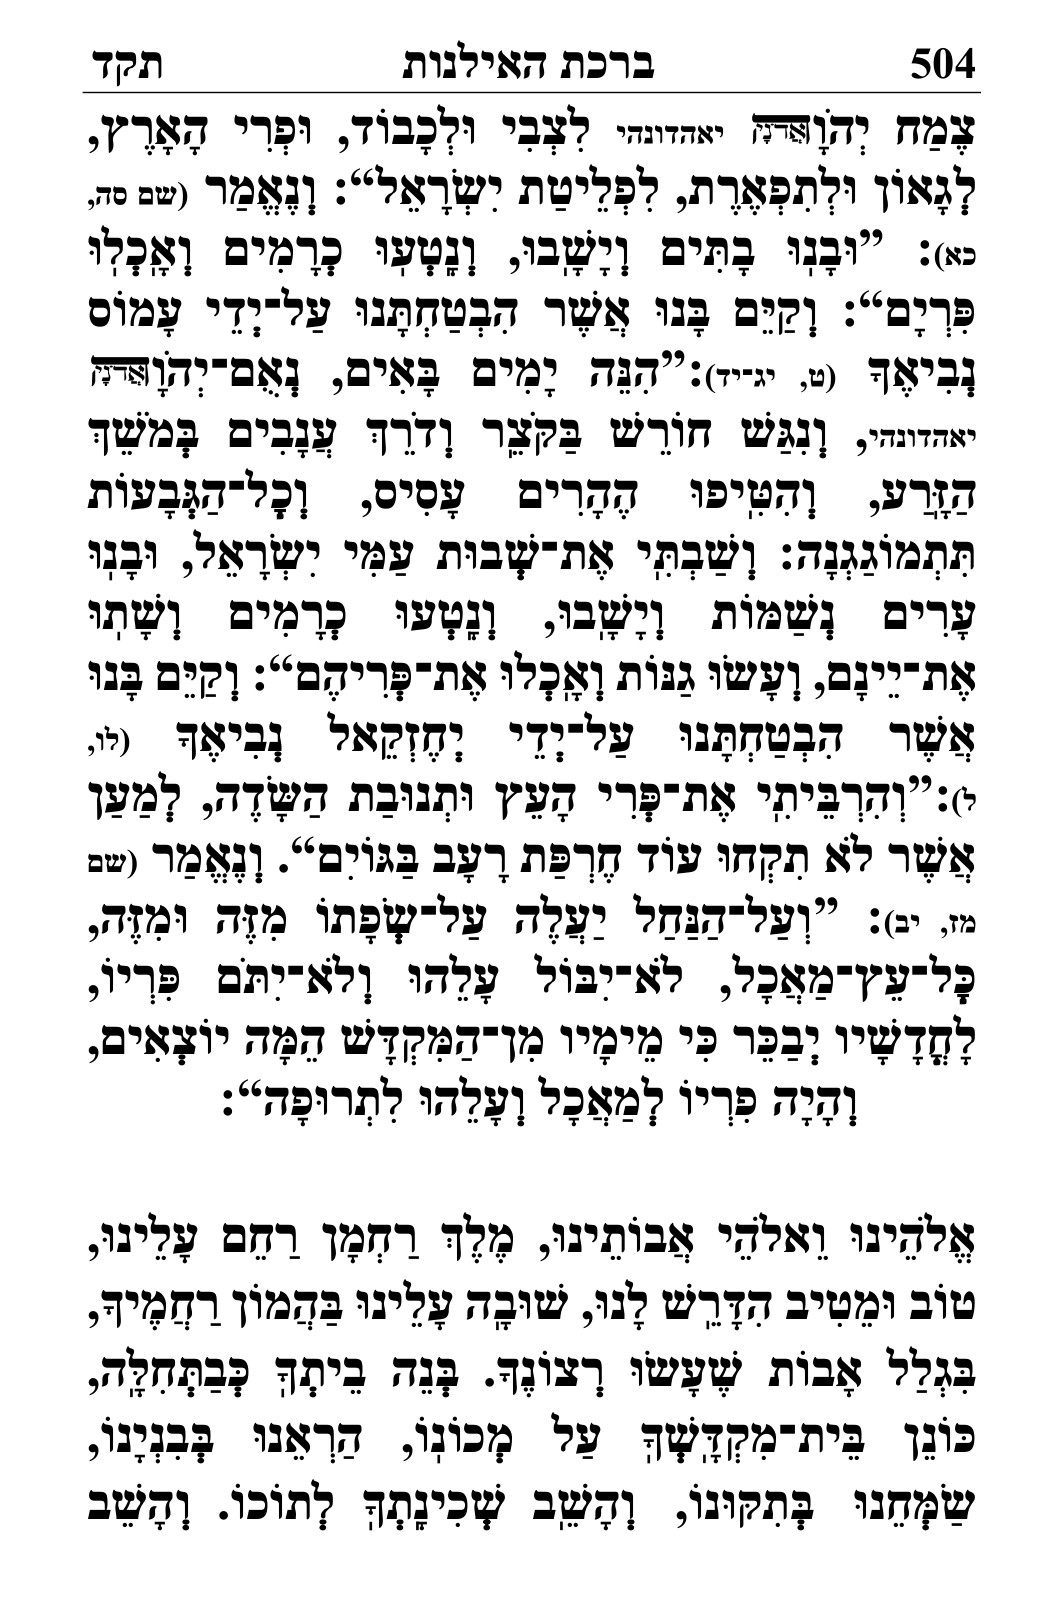 504 ברכת האילנות תקד
צֶמַח יְהֹוָאֲדֹנָיה יאהדונהי לִצְבִי וּלְכָבוֹד, וּפְרִי הָאָרֶץ,
לְגָאוֹן וּלְתִפְאֶרֶת, לִפְלֵיטַת יִשְׂרָאֵל“: וְנֶאֱמַר (שם סה,
כא): ”וּבָנוּ בָתִּים וְיָשָׁבוּ, וְנָטְעוּ כְרָמִים וְאָכְלוּ
פִּרְיָם“: וְקַיֵּם בָּנוּ אֲשֶׁר הִבְטַחְתָּנוּ עַל־יְדֵי עָמוֹס
נְבִיאֶךָ (ט, יג־יד):”הִנֵּה יָמִים בָּאִים, נְאֻם־יְהֹוָאֲדֹנָיה
יאהדונהי, וְנִגַּשׁ חוֹרֵשׁ בַּקֹּצֵר וְדֹרֵךְ עֲנָבִים בְּמֹשֵׁךְ
הַזָּרַע, וְהִטִּיפוּ הֶהָרִים עָסִיס, וְכָל־הַגְּבָעוֹת
תִּתְמוֹגַגְנָה: וְשַׁבְתִּי אֶת־שְׁבוּת עַמִּי יִשְׂרָאֵל, וּבָנוּ
עָרִים נְשַׁמּוֹת וְיָשָׁבוּ, וְנָטְעוּ כְרָמִים וְשָׁתוּ
אֶת־יֵינָם, וְעָשׂוּ גַנּוֹת וְאָכְלוּ אֶת־פְּרִיהֶם“: וְקַיֵּם בָּנוּ
אֲשֶׁר הִבְטַחְתָּנוּ עַל־יְדֵי יְחֶזְקֵאל נְבִיאֶךָ (לו,
ל):”וְהִרְבֵּיתִי אֶת־פְּרִי הָעֵץ וּתְנוּבַת הַשָּׂדֶה, לְמַעַן
אֲשֶׁר לֹא תִקְחוּ עוֹד חֶרְפַּת רָעָב בַּגּוֹיִם“. וְנֶאֱמַר (שם
מז, יב): ”וְעַל־הַנַּחַל יַעֲלֶה עַל־שְׂפָתוֹ מִזֶּה וּמִזֶּה,
כָּל־עֵץ־מַאֲכָל, לֹא־יִבּוֹל עָלֵהוּ וְלֹא־יִתֹּם פִּרְיוֹ,
לָחֳדָשָׁיו יְבַכֵּר כִּי מֵימָיו מִן־הַמִּקְדָּשׁ הֵמָּה יוֹצְאִים,
וְהָיָה פִרְיוֹ לְמַאֲכָל וְעָלֵהוּ לִתְרוּפָה“:
אֱלֹהֵינוּ וֵאלֹהֵי אֲבוֹתֵינוּ, מֶלֶךְ רַחְמָן רַחֵם עָלֵינוּ,
טוֹב וּמֵטִיב הִדָּרֵשׁ לָנוּ, שׁוּבָה עָלֵינוּ בַּהֲמוֹן רַחֲמֶיךָ,
בִּגְלַל אָבוֹת שֶׁעָשׂוּ רְצוֹנֶךָ. בְּנֵה בֵיתְךָ כְּבַתְּחִלָּה,
כּוֹנֵן בֵּית־מִקְדָּשְׁךָ עַל מְכוֹנוֹ, הַרְאֵנוּ בְּבִנְיָנוֹ,
שַׂמְּחֵנוּ בְּתִקּוּנוֹ, וְהָשֵׁב שְׁכִינָתְךָ לְתוֹכוֹ. וְהָשֵׁב